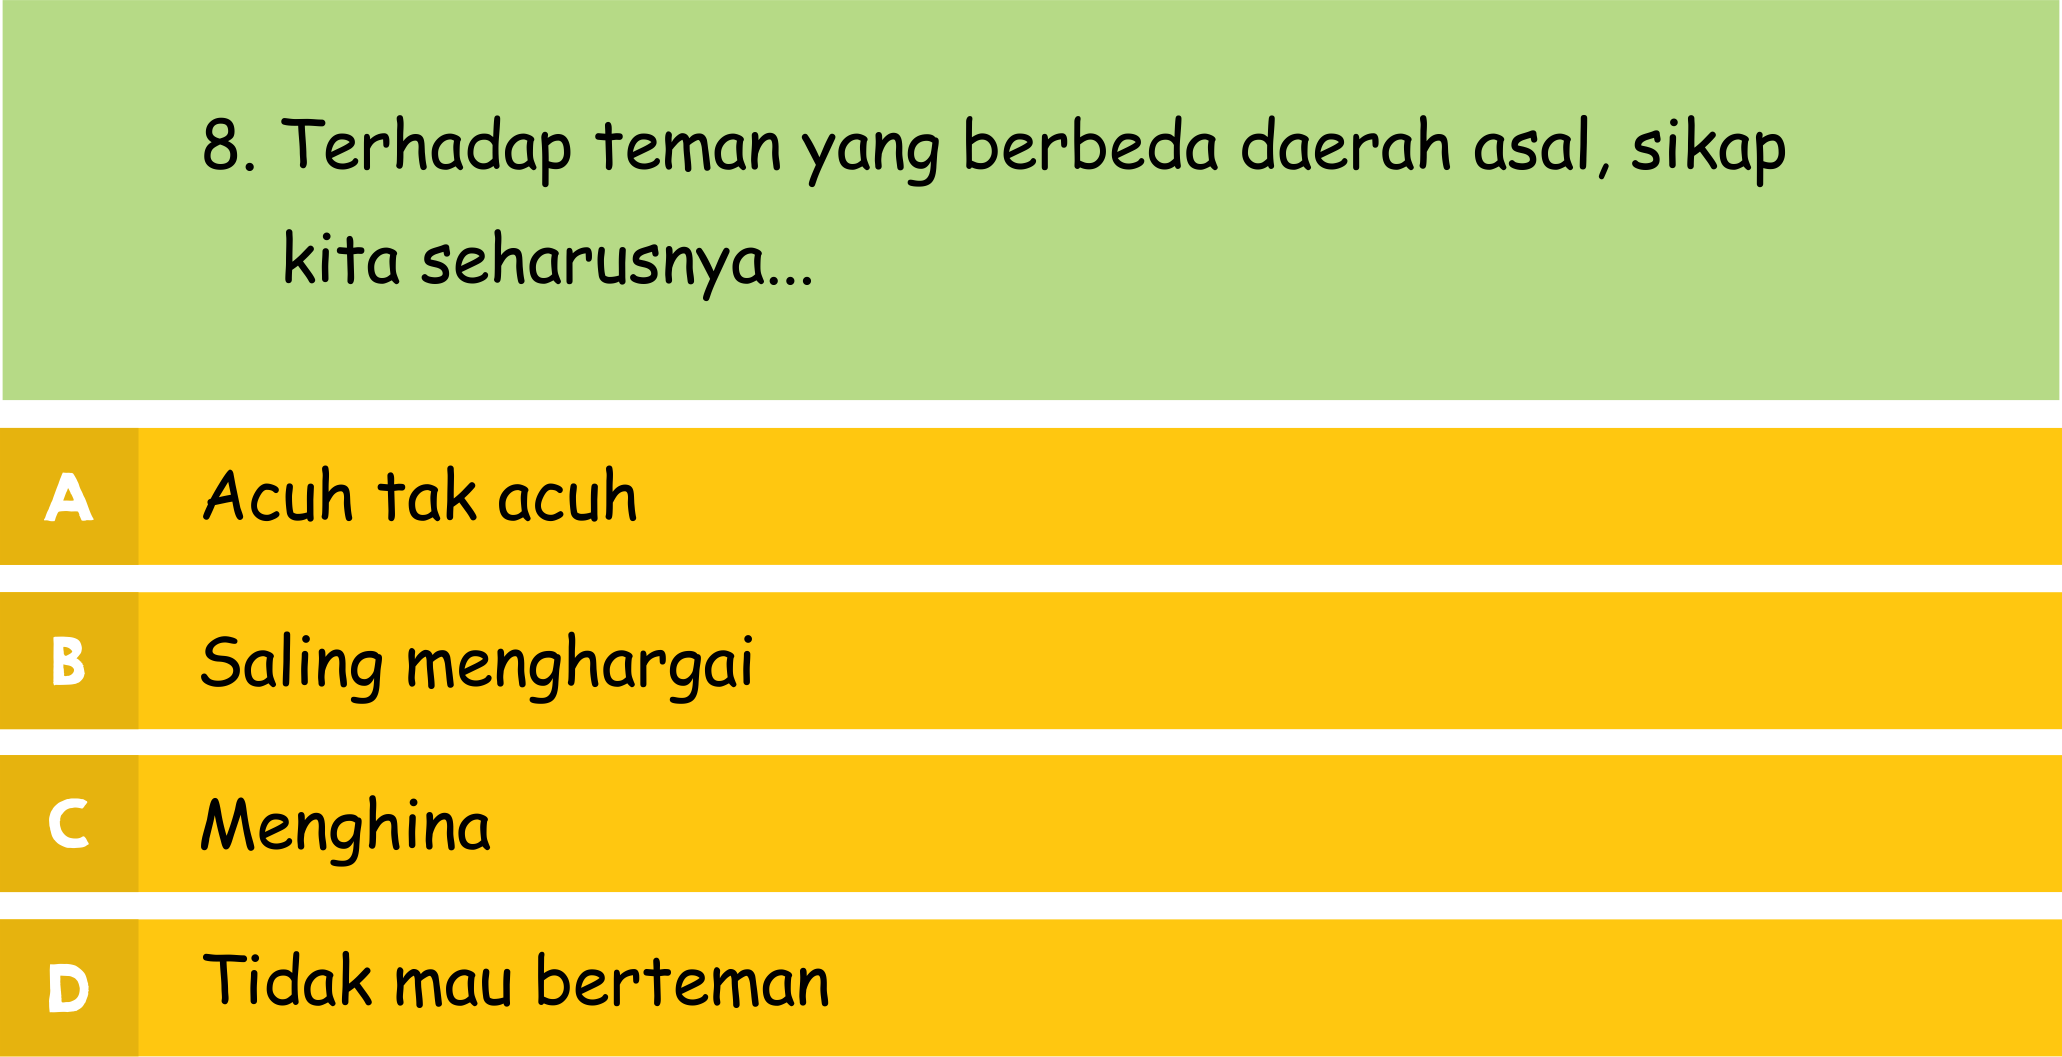 8. Terhadap teman yang berbeda daerah asal, sikap
kita seharusnya...
A Acuh tak acuh
B Saling menghargai
C Menghina
D Tidak mau berteman